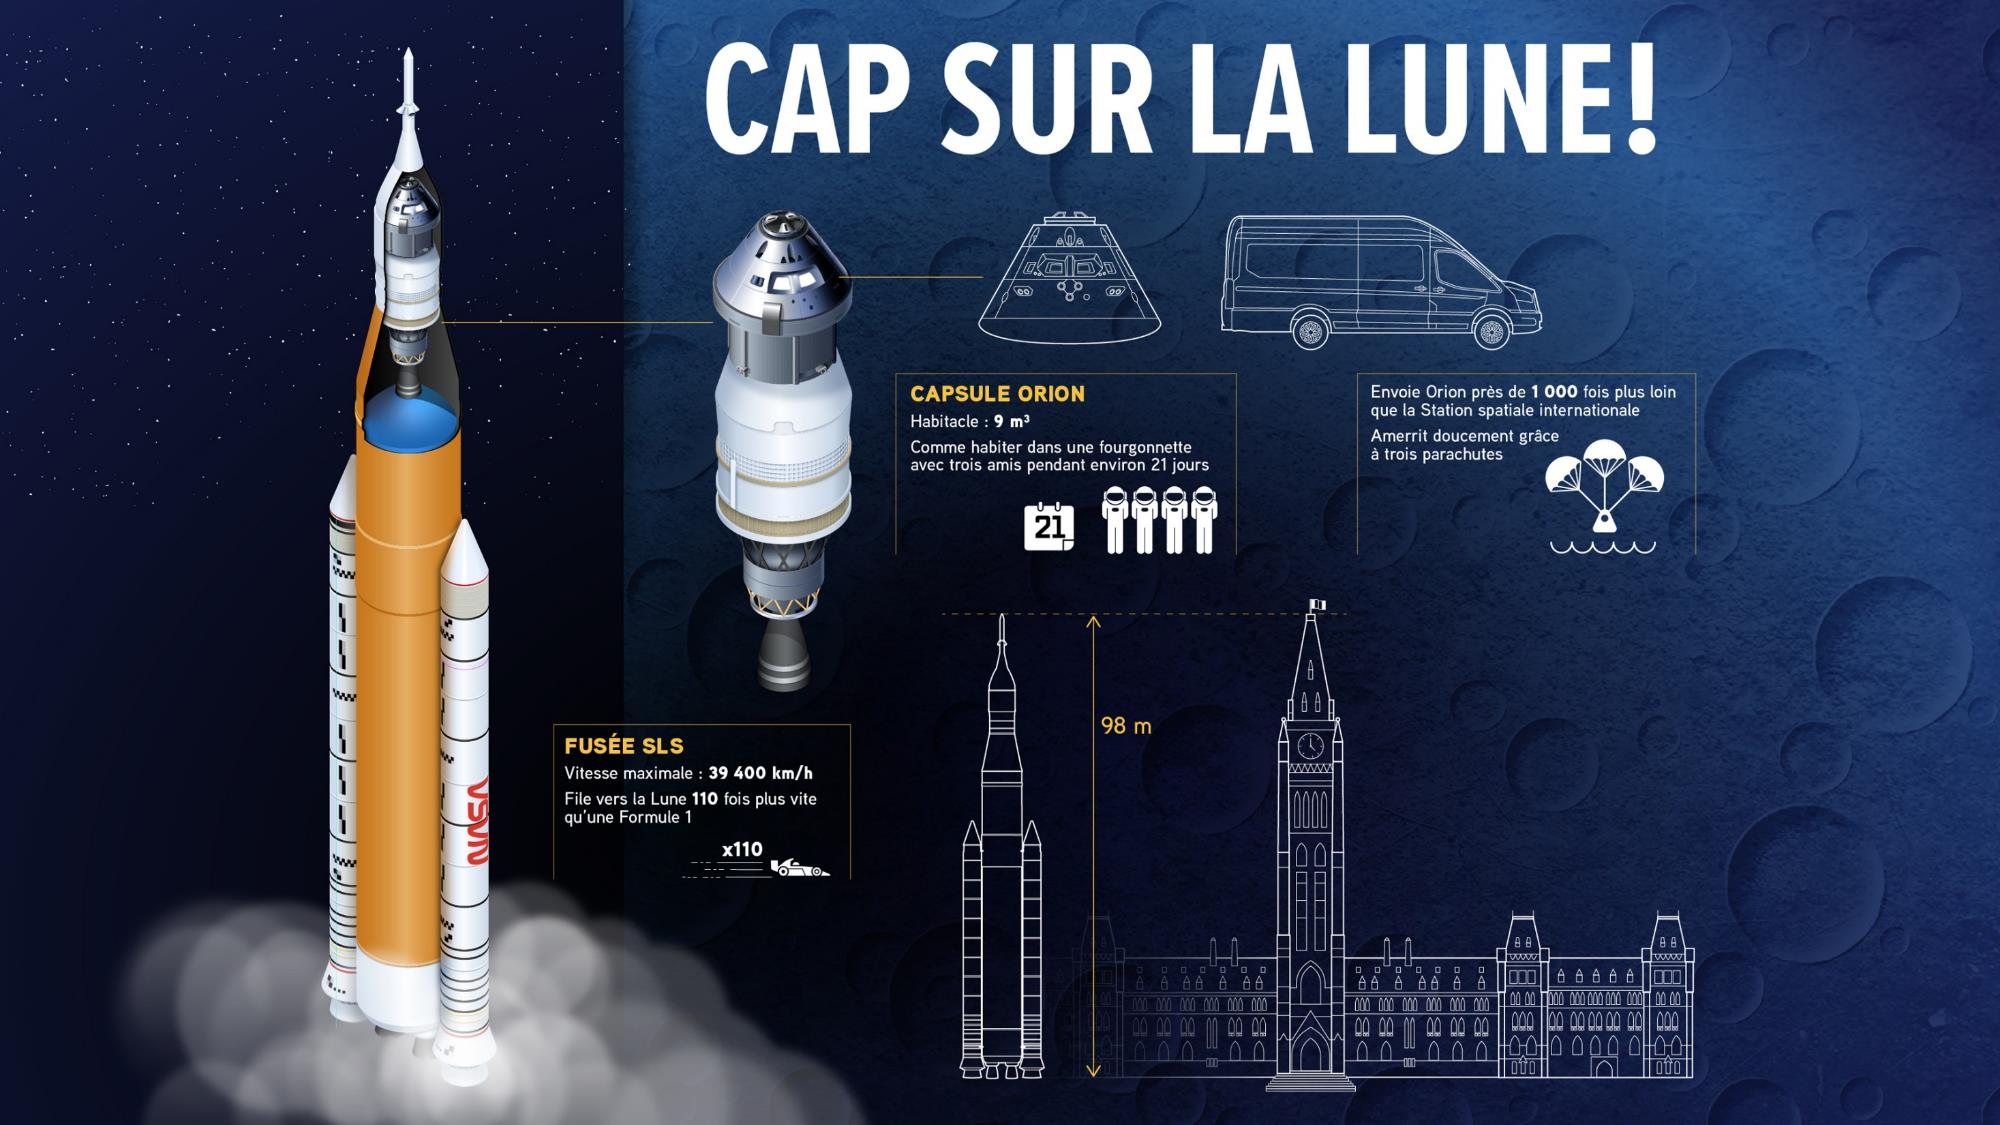 CAP SUR LA LUNE!
CAPSULE ORION
Habitacle : 9 m³
Comme habiter dans une fourgonnette
avec trois amis pendant environ 21 jours
21
Envoie Orion près de 1 000 fois plus loin
que la Station spatiale internationale
Amerrit doucement grâce
à trois parachutes
98 m
FUSÉE SLS
Vitesse maximale : 39 400 km/h
File vers la Lune 110 fois plus vite
qu'une Formule 1
x110
NASA